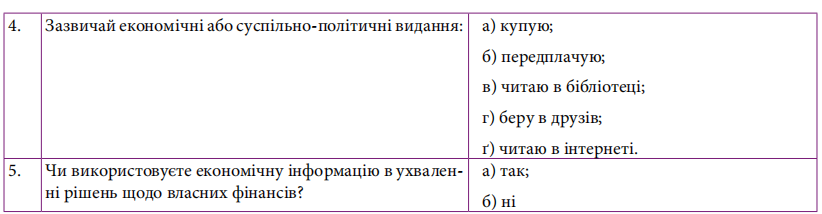 4. Зазвичай економічні або суспільно-політичні видання: а) купую;
б) передплачую;
в) читаю в бібліотеці;
г) беру в друзів;
ґ) читаю в інтернеті.
5. Чи використовуєте економічну інформацію в ухвален- а) так;
ні рішень щодо власних фінансів? б) ні